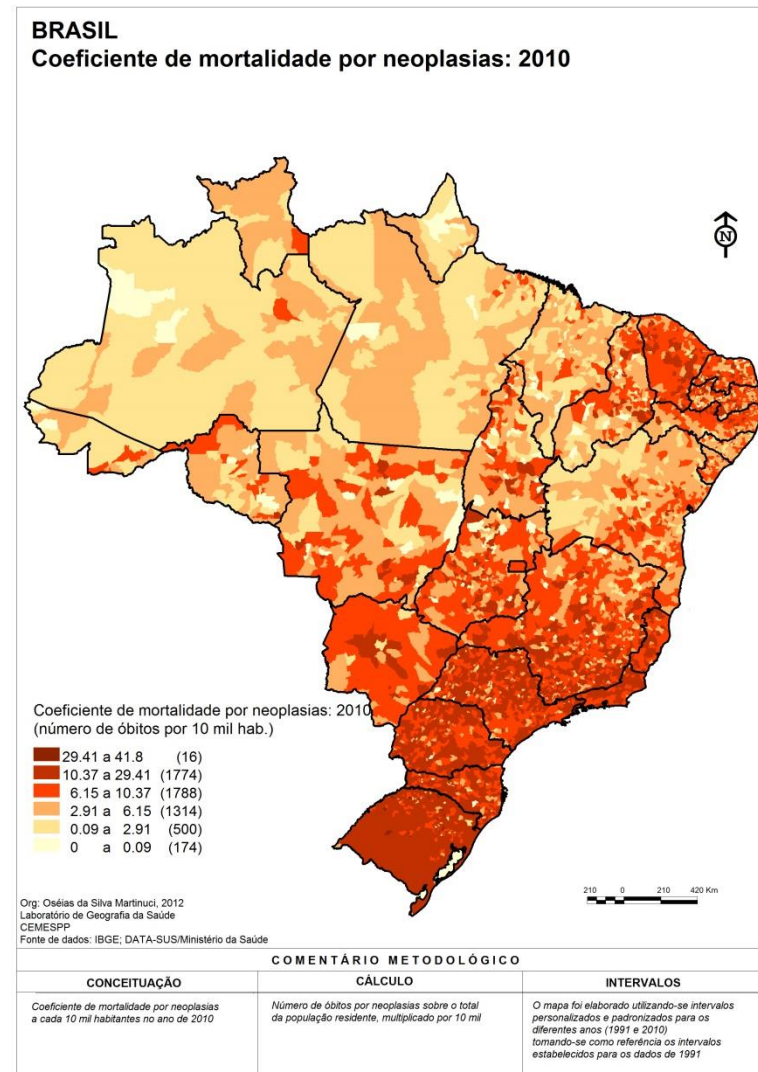 BRASIL
Coeficiente de mortalidade por neoplasias: 2010
N
Coeficiente de mortalidade por neoplasias: 2010
(número de óbitos por 10 mil hab.)
29.41 a 41.8 (16)
10.37 a 29.41 (1774)
6.15 a 10.37 (1788)
2.91 a 6.15 (1314)
0.09 a 2.91 (500)
0 a 0.09 (174)
210 0 210 420 Km
Org: Oséias da Silva Martinuci, 2012
Laboratório de Geografia da Saúde
CEMESPP
Fonte de dados: IBGE; DATA-SUS/Ministério da Saúde
COMENTÁRIO METODOLÓGICO
CONCEITUAÇÃO
Coeficiente de mortalidade por neoplasias
a cada 10 mil habitantes no ano de 2010
CÁLCULO
Número de óbitos por neoplasias sobre o total
da população residente, multiplicado por 10 mil
INTERVALOS
O mapa foi elaborado utilizando-se intervalos
personalizados e padronizados para os
diferentes anos (1991 e 2010)
tomando-se como referência os intervalos
estabelecidos para os dados de 1991